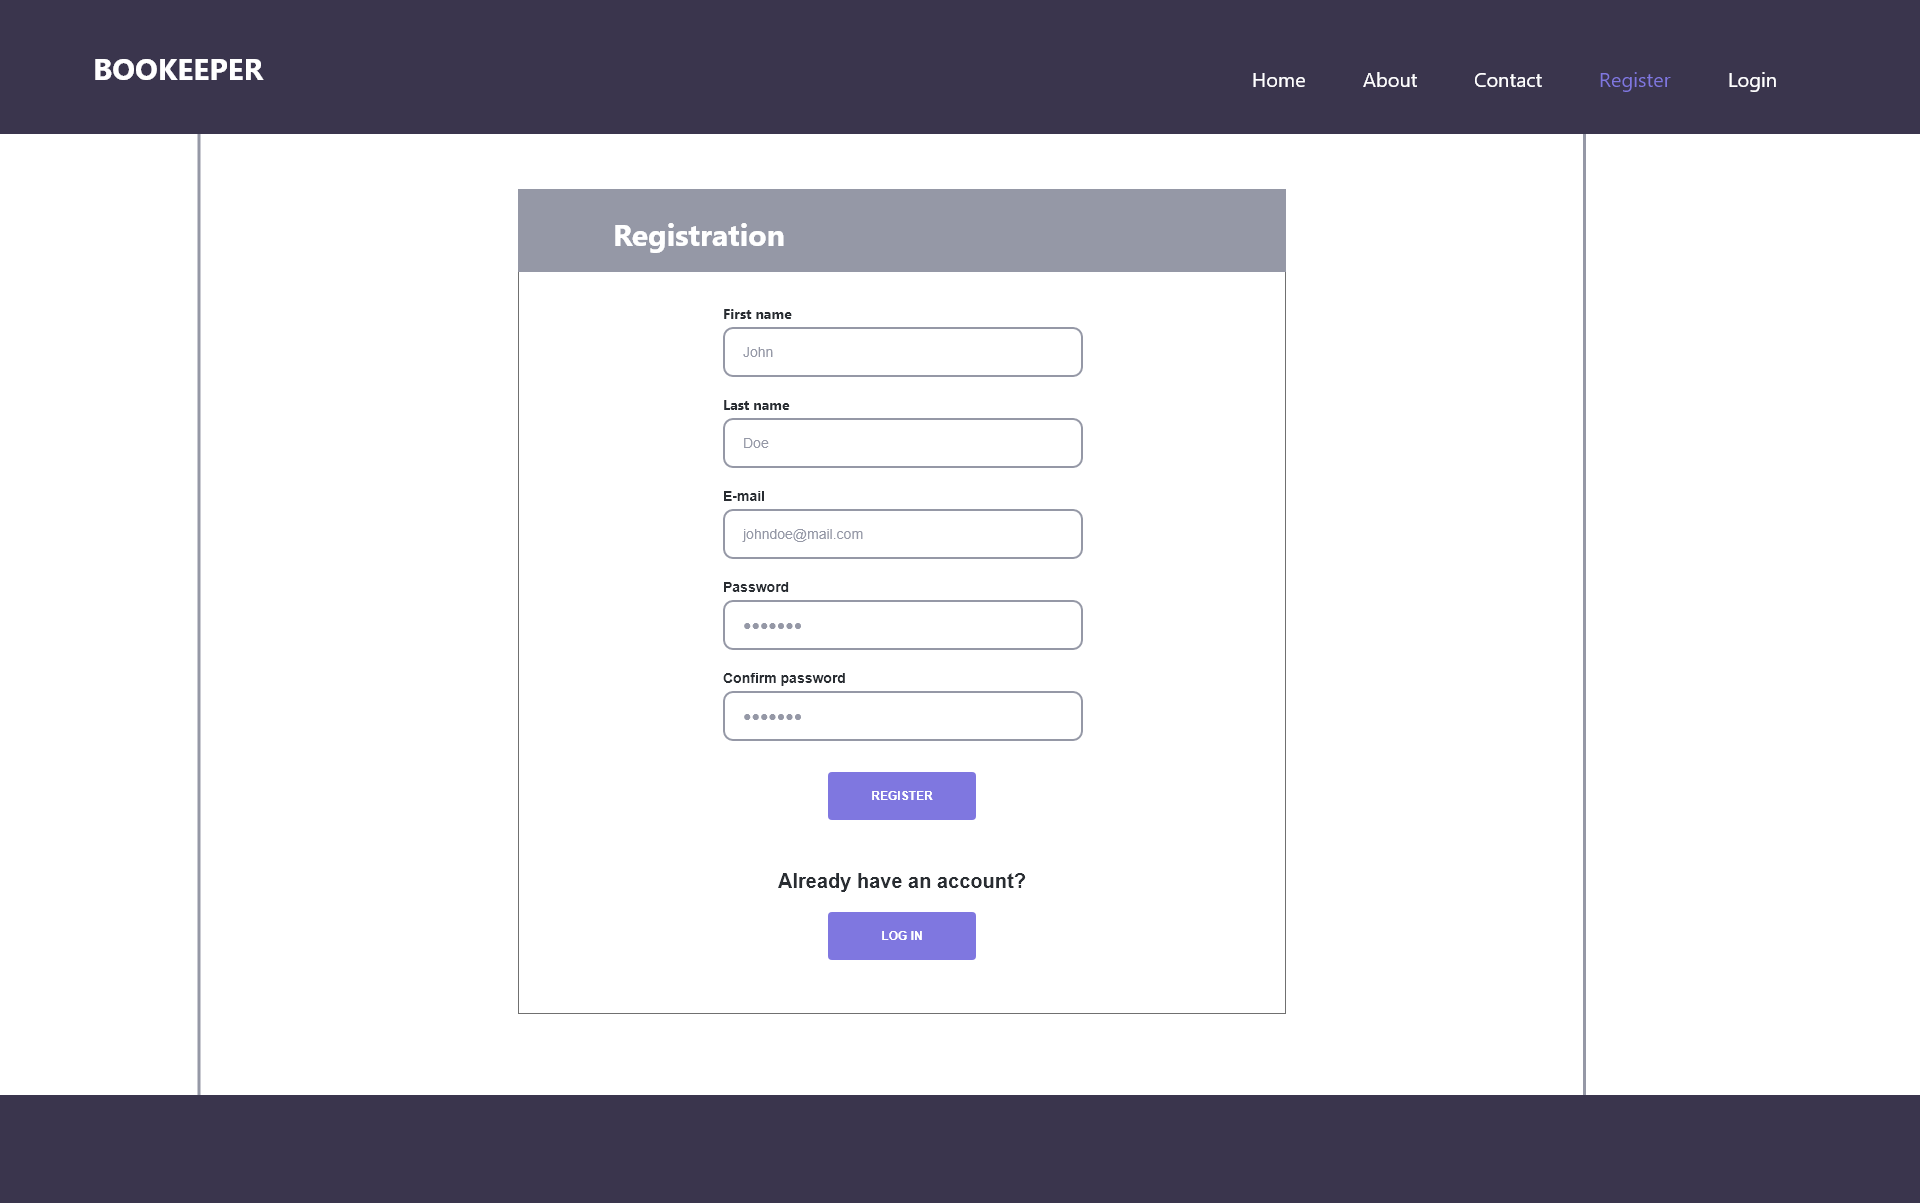 BOOKEEPER
Home About Contact Register Login
Registration
First name
John
Last name
Doe
E-mail
johndoe@mail.com
Password
•••••••
Confirm password
•••••••
REGISTER
Already have an account?
LOG IN